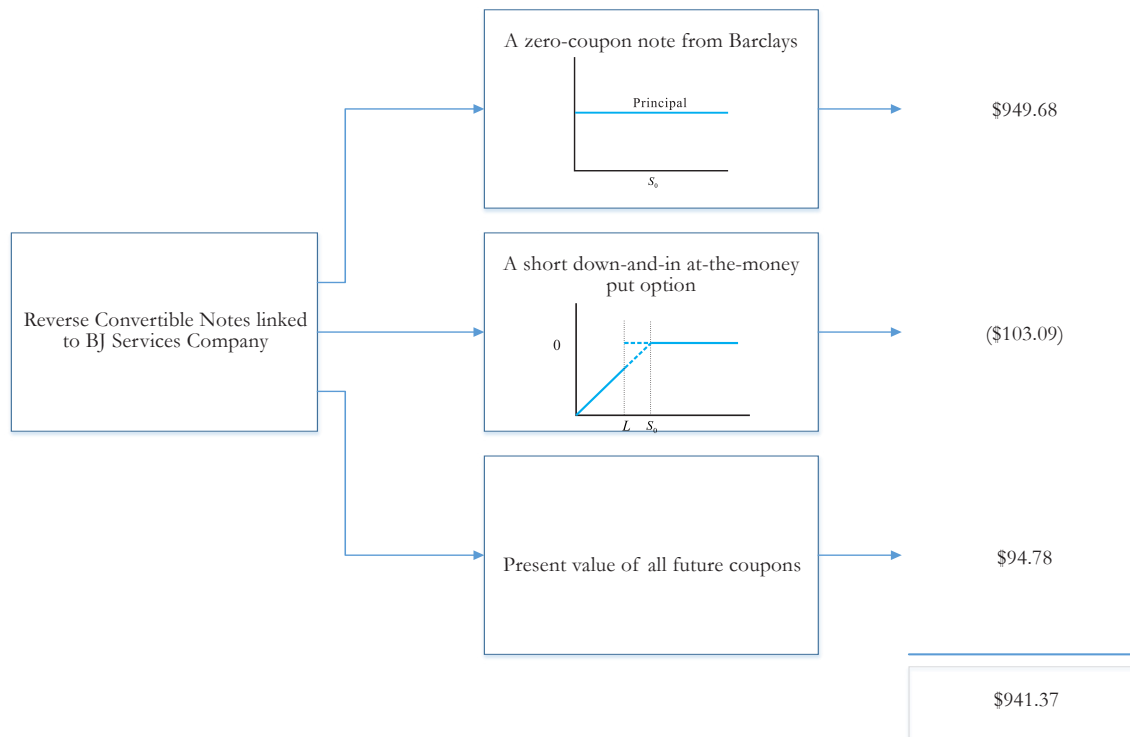 A zero-coupon note from Barclays
Principal
S₀
$949.68
Reverse Convertible Notes linked
to BJ Services Company
A short down-and-in at-the-money
put option
0
L S₀
($103.09)
Present value of all future coupons
$94.78
$941.37